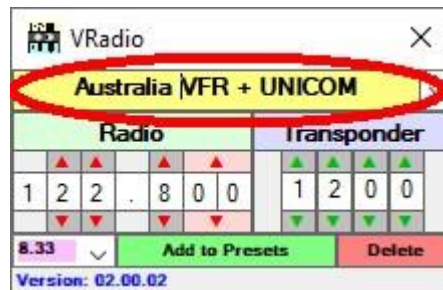 VRadio
Australia VFR + UNICOM
Radio Transponder
1 2 2 . 8 0 0 1 2 0 0
8.33 Add to Presets Delete
Version: 02.00.02